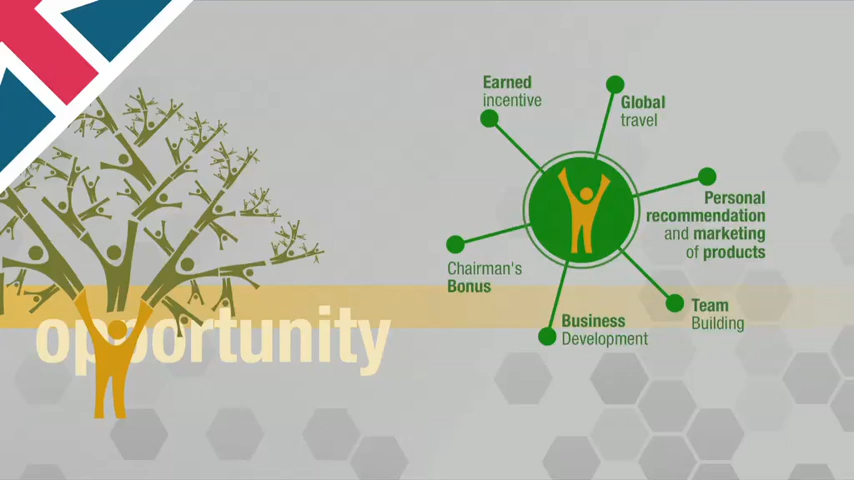 opportunity
Earned
incentive
Global
travel
Personal
recommendation
and marketing
of products
Team
Building
Business
Development
Chairman's
Bonus